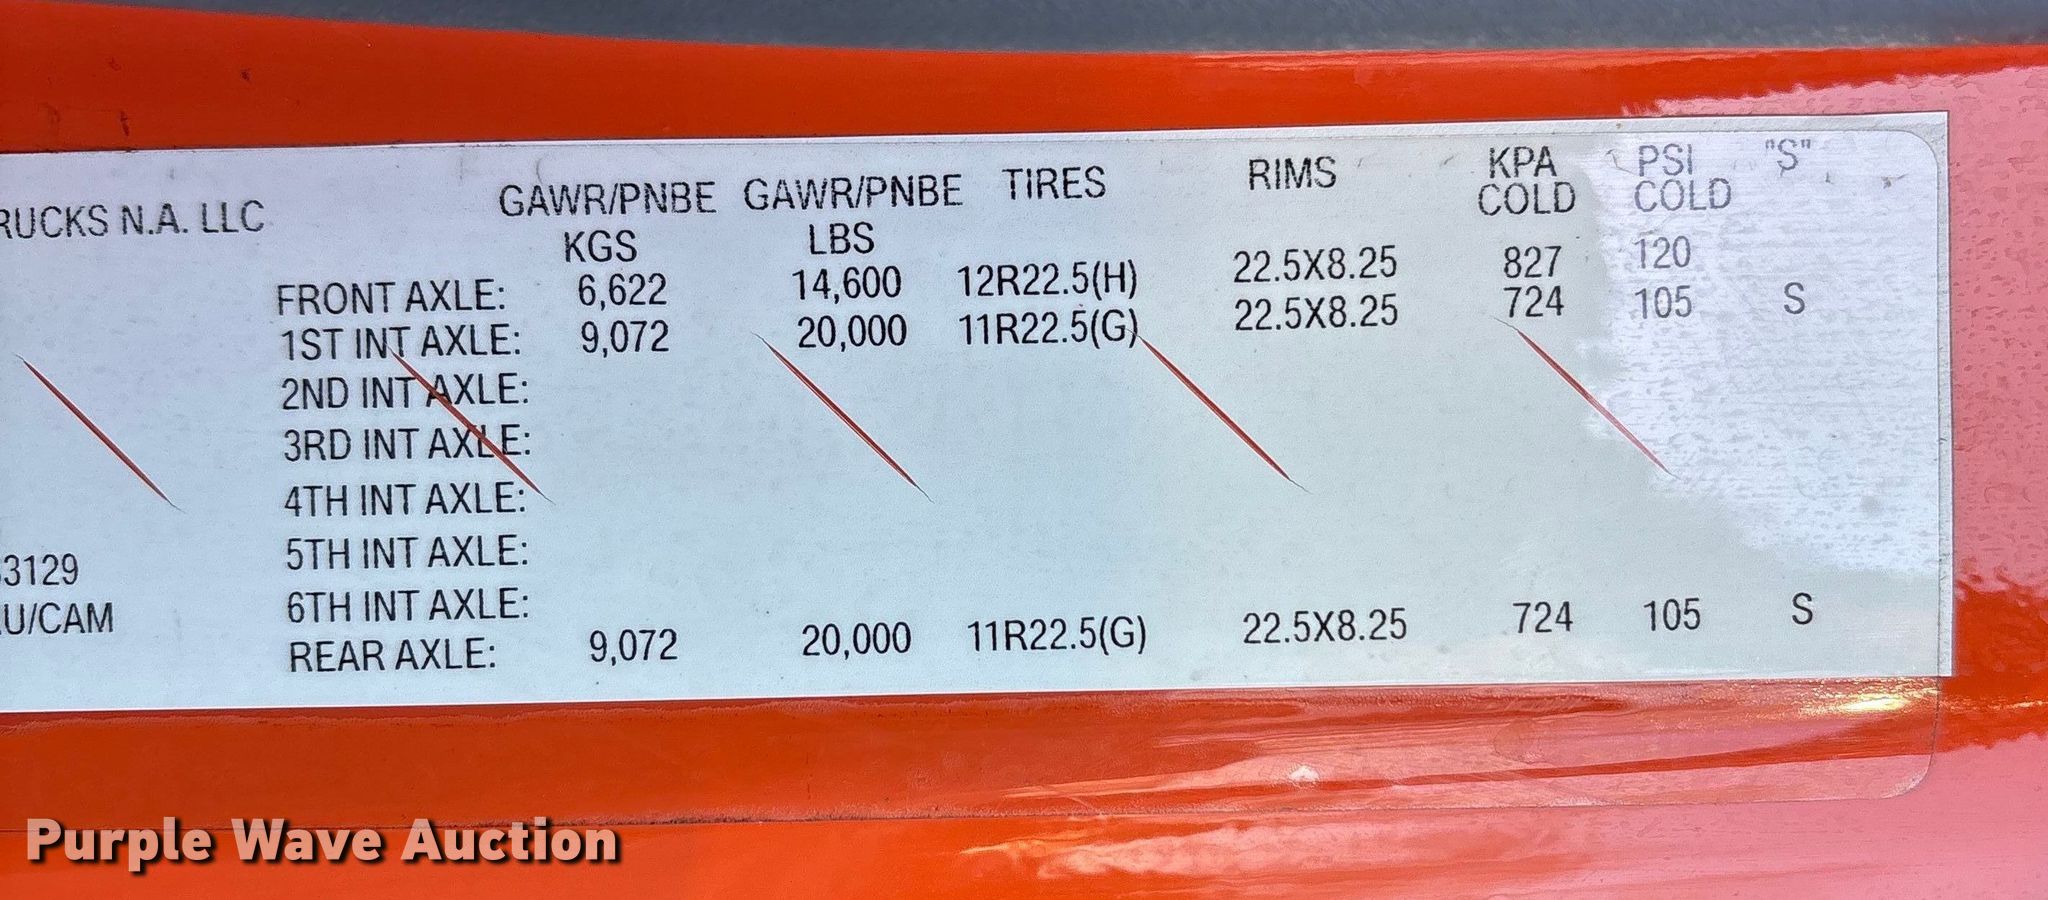 RUCKS N.A. LLC GAWR/PNBE GAWR/PNBE TIRES RIMS KPA PSI "S"
KGS LBS COLD COLD
FRONT AXLE: 6,622 14,600 12R22.5(H) 22.5X8.25 827 120
1ST INT AXLE: 9,072 20,000 11R22.5(G) 22.5X8.25 724 105 S
2ND INT AXLE:
3RD INT AXLE:
4TH INT AXLE:
5TH INT AXLE:
3129
6TH INT AXLE:
U/CAM
REAR AXLE: 9,072 20,000 11R22.5(G) 22.5X8.25 724 105 S
Purple Wave Auction